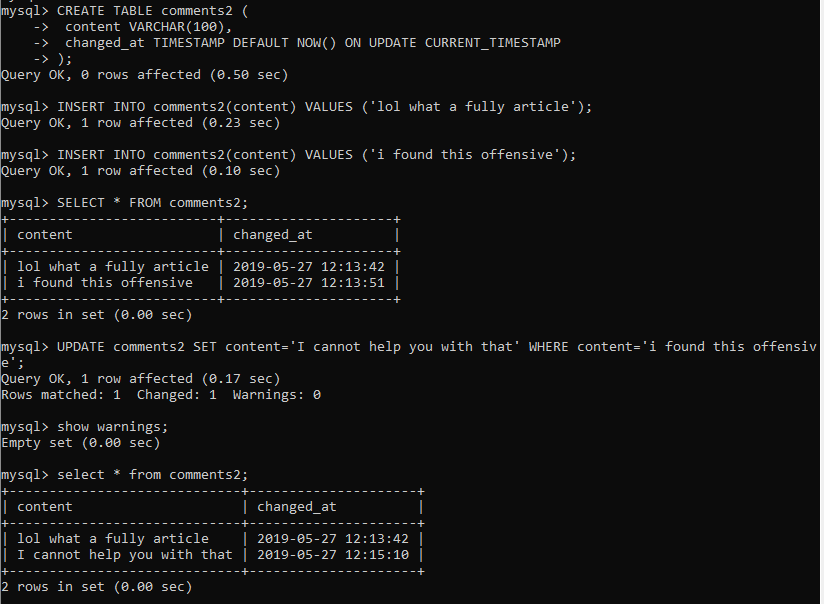 mysql> CREATE TABLE comments2 (
    ->  content VARCHAR(100),
    ->  changed_at TIMESTAMP DEFAULT NOW() ON UPDATE CURRENT_TIMESTAMP
    -> );
Query OK, 0 rows affected (0.50 sec)

mysql> INSERT INTO comments2(content) VALUES ('lol what a fully article');
Query OK, 1 row affected (0.23 sec)

mysql> INSERT INTO comments2(content) VALUES ('i found this offensive');
Query OK, 1 row affected (0.10 sec)

mysql> SELECT * FROM comments2;
+--------------------------+---------------------+
| content                  | changed_at          |
+--------------------------+---------------------+
| lol what a fully article | 2019-05-27 12:13:42 |
| i found this offensive   | 2019-05-27 12:13:51 |
+--------------------------+---------------------+
2 rows in set (0.00 sec)

mysql> UPDATE comments2 SET content='I cannot help you with that' WHERE content='i found this offensiv
e';
Query OK, 1 row affected (0.17 sec)
Rows matched: 1  Changed: 1  Warnings: 0

mysql> show warnings;
Empty set (0.00 sec)

mysql> select * from comments2;
+-----------------------------+---------------------+
| content                     | changed_at          |
+-----------------------------+---------------------+
| lol what a fully article    | 2019-05-27 12:13:42 |
| I cannot help you with that | 2019-05-27 12:15:10 |
+-----------------------------+---------------------+
2 rows in set (0.00 sec)